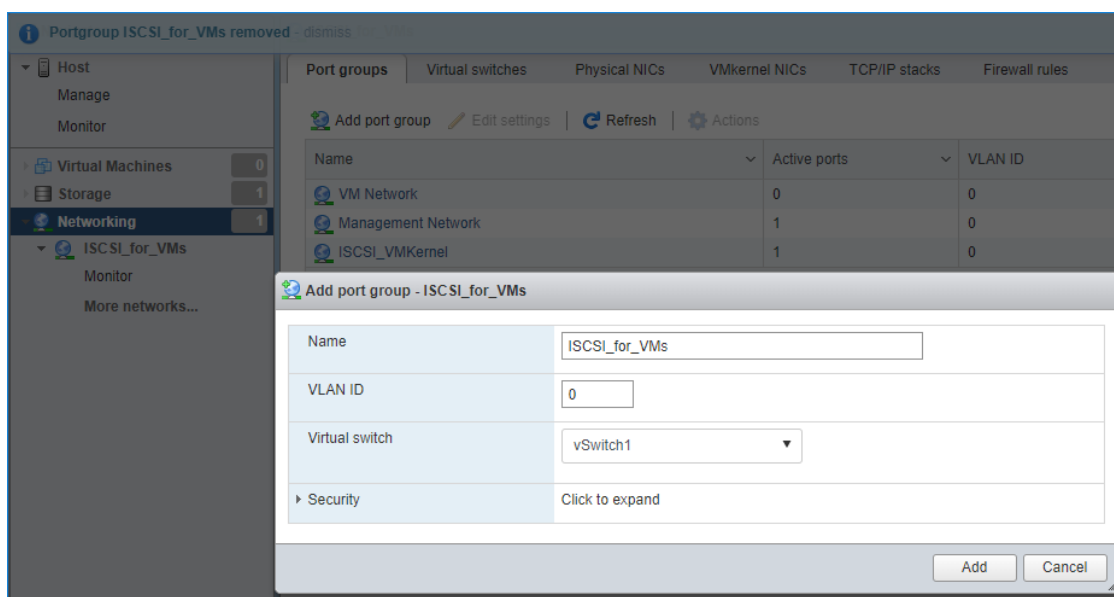 Portgroup ISCSI_for_VMs removed - dismiss
Host
Manage
Monitor
Virtual Machines 0
Storage 1
Networking 1
ISCSI_for_VMs
Monitor
More networks...
Port groups Virtual switches Physical NICs VMkernel NICs TCP/IP stacks Firewall rules
Add port group Edit settings Refresh Actions
Name Active ports VLAN ID
VM Network 0 0
Management Network 1 0
ISCSI_VMKernel 1 0
Add port group - ISCSI_for_VMs
Name ISCSI_for_VMs
VLAN ID 0
Virtual switch vSwitch1
Security Click to expand
Add Cancel